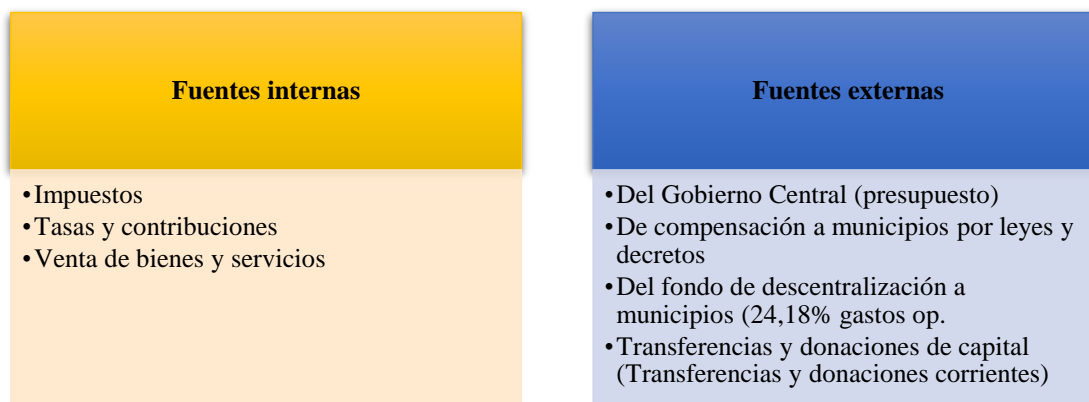 Fuentes internas
•Impuestos
•Tasas y contribuciones
•Venta de bienes y servicios
Fuentes externas
•Del Gobierno Central (presupuesto)
•De compensación a municipios por leyes y
decretos
•Del fondo de descentralización a
municipios (24,18% gastos op.
•Transferencias y donaciones de capital
(Transferencias y donaciones corrientes)